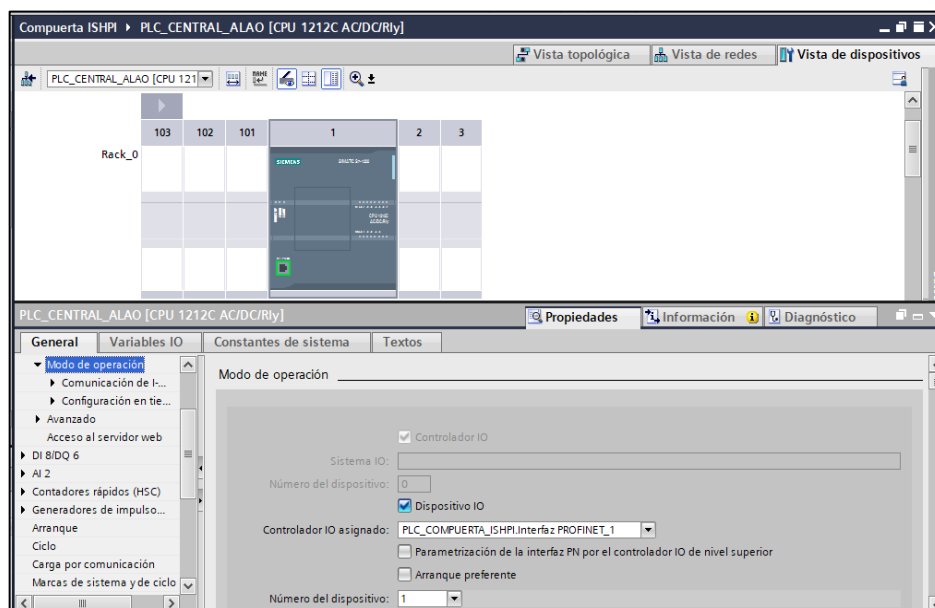 Compuerta ISHPI ▸ PLC_CENTRAL_ALAO [CPU 1212C AC/DC/Rly]
Vista topológica Vista de redes Vista de dispositivos
PLC_CENTRAL_ALAO [CPU 121
103 102 101 1 2 3
Rack_0
SIEMENS
PLC_CENTRAL_ALAO [CPU 1212C AC/DC/Rly]
Propiedades Información Diagnóstico
General Variables IO Constantes de sistema Textos
Modo de operación
Comunicación de I-...
Configuración en tie...
Avanzado
Acceso al servidor web
DI 8/DQ 6
AI 2
Contadores rápidos (HSC)
Generadores de impulso...
Arranque
Ciclo
Carga por comunicación
Marcas de sistema y de ciclo
Modo de operación
Controlador IO
Sistema IO:
Número del dispositivo: 0
Dispositivo IO
Controlador IO asignado: PLC_COMPUERTA_ISHPI.Interfaz PROFINET_1
Parametrización de la interfaz PN por el controlador IO de nivel superior
Arranque preferente
Número del dispositivo: 1